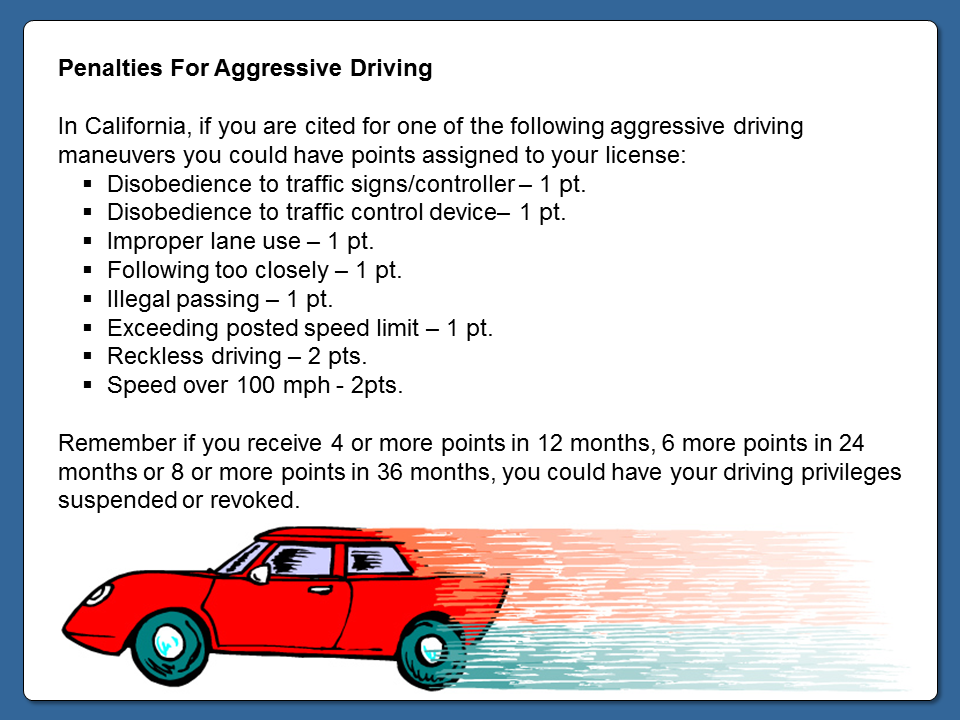 Penalties For Aggressive Driving
In California, if you are cited for one of the following aggressive driving
maneuvers you could have points assigned to your license:
▪ Disobedience to traffic signs/controller – 1 pt.
▪ Disobedience to traffic control device– 1 pt.
▪ Improper lane use – 1 pt.
▪ Following too closely – 1 pt.
▪ Illegal passing – 1 pt.
▪ Exceeding posted speed limit – 1 pt.
▪ Reckless driving – 2 pts.
▪ Speed over 100 mph - 2pts.
Remember if you receive 4 or more points in 12 months, 6 more points in 24
months or 8 or more points in 36 months, you could have your driving privileges
suspended or revoked.